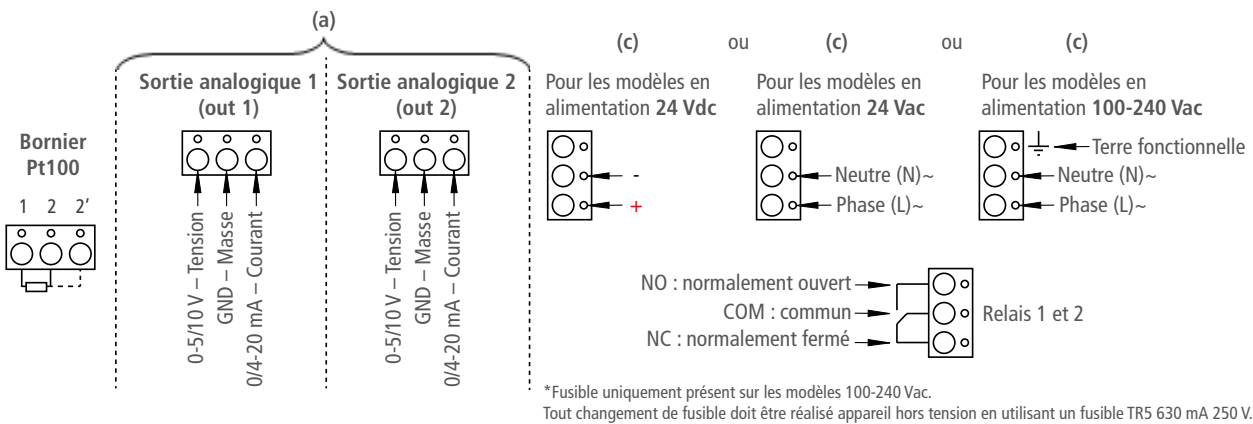 (a)
Sortie analogique 1
(out 1)
Sortie analogique 2
(out 2)
Bornier
Pt100
1 2 2′
0-5/10 V – Tension
GND – Masse
0/4-20 mA – Courant
0-5/10 V – Tension
GND – Masse
0/4-20 mA – Courant
(c) ou (c) ou (c)
Pour les modèles en
alimentation 24 Vdc
-
+
Pour les modèles en
alimentation 24 Vac
Neutre (N)~
Phase (L)~
Pour les modèles en
alimentation 100-240 Vac
Terre fonctionnelle
Neutre (N)~
Phase (L)~
NO : normalement ouvert
COM : commun
NC : normalement fermé
Relais 1 et 2
*Fusible uniquement présent sur les modèles 100-240 Vac.
Tout changement de fusible doit être réalisé appareil hors tension en utilisant un fusible TR5 630 mA 250 V.